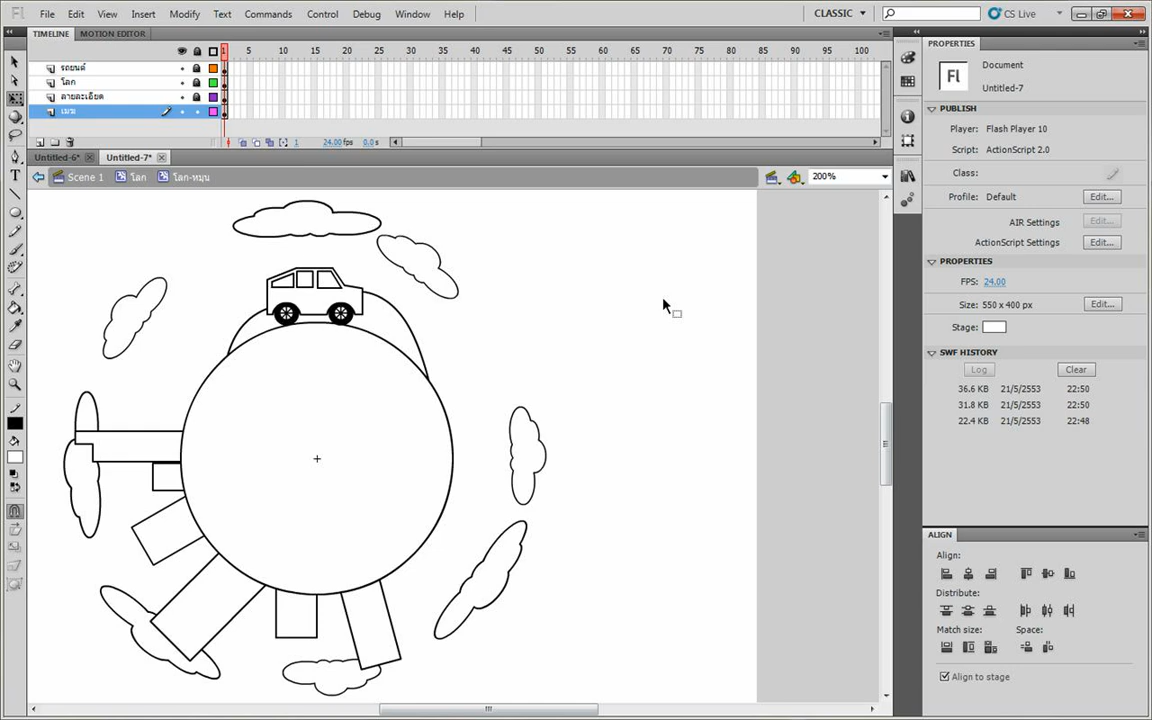 Fl File Edit View Insert Modify Text Commands Control Debug Window Help CLASSIC CS Live
TIMELINE MOTION EDITOR
1 5 10 15 20 25 30 35 40 45 50 55 60 65 70 75 80 85 90 95 100
รถยนต์
โลก
ลายละเอียด
เมฆ
1 24.00fps 0.0s
Untitled-6* Untitled-7*
Scene 1 โลก โลก-หมุน 200%
PROPERTIES
Fl Document
Untitled-7
PUBLISH
Player: Flash Player 10
Script: ActionScript 2.0
Class:
Profile: Default Edit...
AIR Settings Edit...
ActionScript Settings Edit...
PROPERTIES
FPS: 24.00
Size: 550 x 400 px Edit...
Stage:
SWF HISTORY
Log Clear
36.6 KB 21/5/2553 22:50
31.8 KB 21/5/2553 22:50
22.4 KB 21/5/2553 22:48
ALIGN
Align:
Distribute:
Match size: Space:
Align to stage